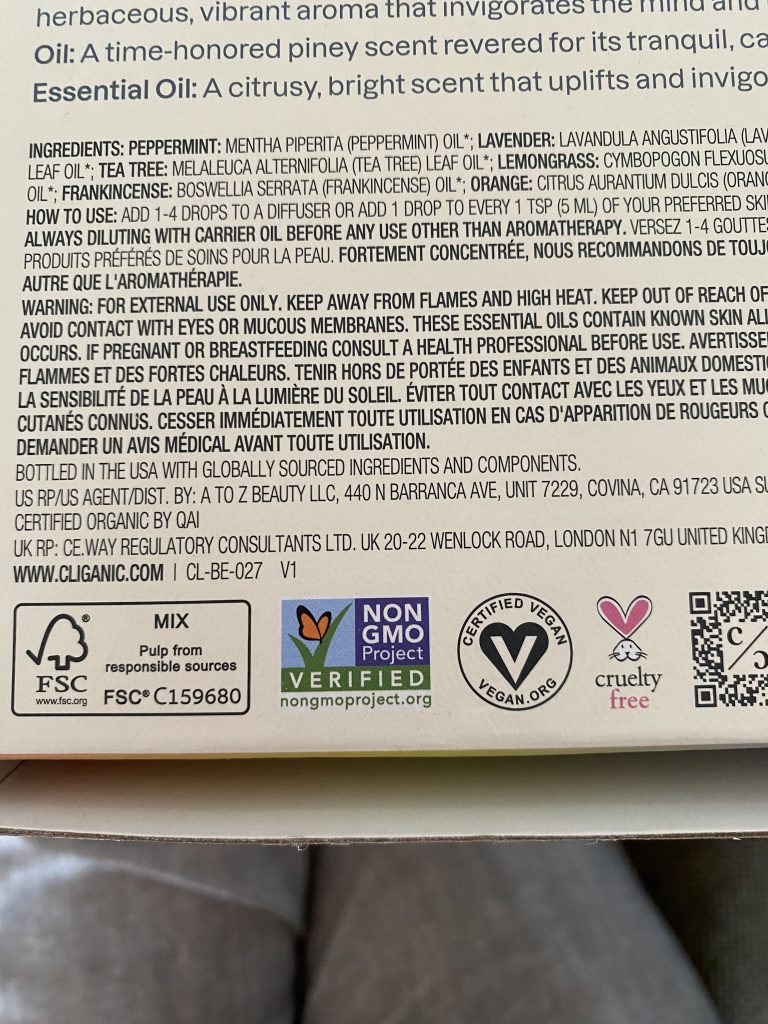 herbaceous, vibrant aroma that invigorates the mind and
Oil: A time-honored piney scent revered for its tranquil, ca
Essential Oil: A citrusy, bright scent that uplifts and invigo
INGREDIENTS: PEPPERMINT: MENTHA PIPERITA (PEPPERMINT) OIL*; LAVENDER: LAVANDULA ANGUSTIFOLIA (LAV
LEAF OIL*; TEA TREE: MELALEUCA ALTERNIFOLIA (TEA TREE) LEAF OIL*; LEMONGRASS: CYMBOPOGON FLEXUOSU
OIL*; FRANKINCENSE: BOSWELLIA SERRATA (FRANKINCENSE) OIL*; ORANGE: CITRUS AURANTIUM DULCIS (ORANG
HOW TO USE: ADD 1-4 DROPS TO A DIFFUSER OR ADD 1 DROP TO EVERY 1 TSP (5 ML) OF YOUR PREFERRED SKI
ALWAYS DILUTING WITH CARRIER OIL BEFORE ANY USE OTHER THAN AROMATHERAPY. VERSEZ 1-4 GOUTTES
PRODUITS PRÉFÉRÉS DE SOINS POUR LA PEAU. FORTEMENT CONCENTRÉE, NOUS RECOMMANDONS DE TOUJO
AUTRE QUE L'AROMATHÉRAPIE.
WARNING: FOR EXTERNAL USE ONLY. KEEP AWAY FROM FLAMES AND HIGH HEAT. KEEP OUT OF REACH OF
AVOID CONTACT WITH EYES OR MUCOUS MEMBRANES. THESE ESSENTIAL OILS CONTAIN KNOWN SKIN ALL
OCCURS. IF PREGNANT OR BREASTFEEDING CONSULT A HEALTH PROFESSIONAL BEFORE USE. AVERTISSE
FLAMMES ET DES FORTES CHALEURS. TENIR HORS DE PORTÉE DES ENFANTS ET DES ANIMAUX DOMESTI
LA SENSIBILITÉ DE LA PEAU À LA LUMIÈRE DU SOLEIL. ÉVITER TOUT CONTACT AVEC LES YEUX ET LES MU
CUTANÉS CONNUS. CESSER IMMÉDIATEMENT TOUTE UTILISATION EN CAS D'APPARITION DE ROUGEURS O
DEMANDER UN AVIS MÉDICAL AVANT TOUTE UTILISATION.
BOTTLED IN THE USA WITH GLOBALLY SOURCED INGREDIENTS AND COMPONENTS.
US RP/US AGENT/DIST. BY: A TO Z BEAUTY LLC, 440 N BARRANCA AVE, UNIT 7229, COVINA, CA 91723 USA SU
CERTIFIED ORGANIC BY QAI
UK RP: CE.WAY REGULATORY CONSULTANTS LTD. UK 20-22 WENLOCK ROAD, LONDON N1 7GU UNITED KINGD
WWW.CLIGANIC.COM | CL-BE-027 V1
FSC
www.fsc.org
MIX
Pulp from
responsible sources
FSC® C159680
NON
GMO
Project
VERIFIED
nongmoproject.org
CERTIFIED VEGAN
VEGAN.ORG
cruelty
free